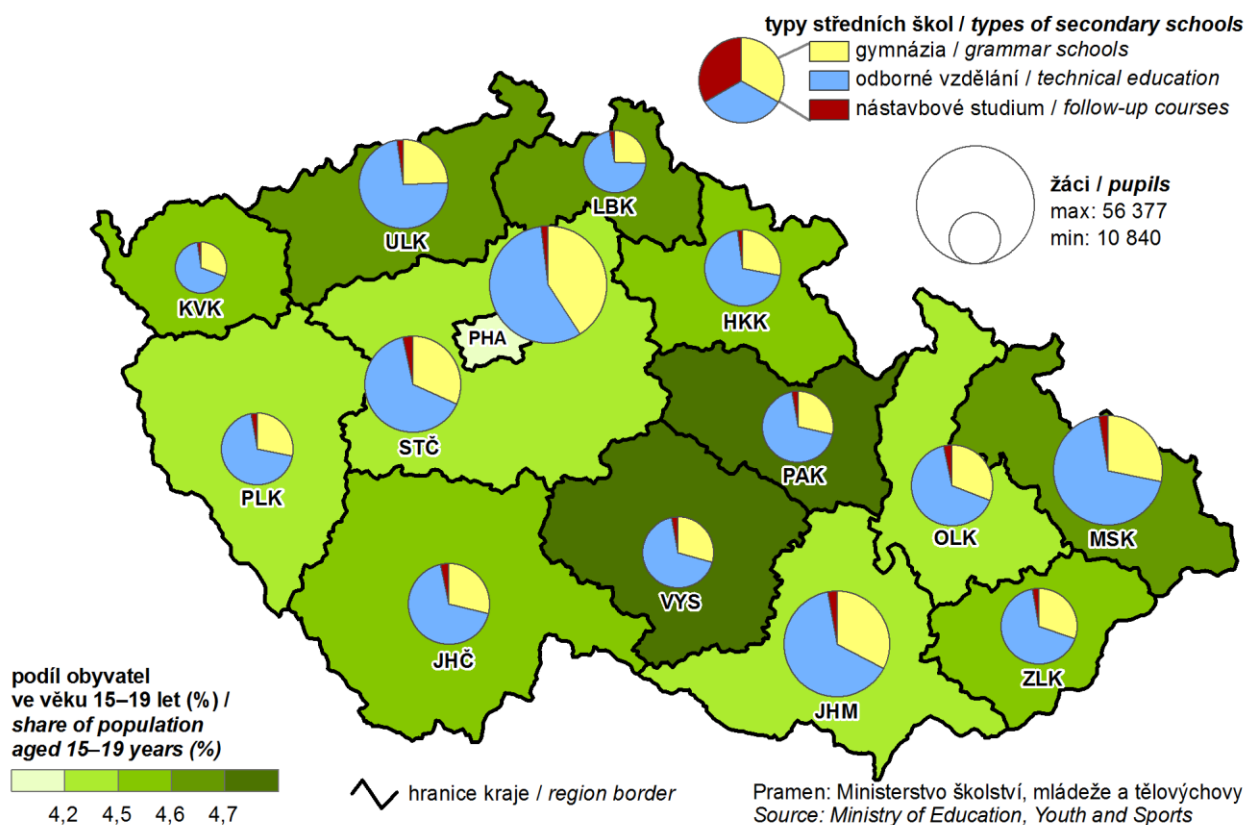 typy středních škol / types of secondary schools
gymnázia / grammar schools
odborné vzdělání / technical education
nástavbové studium / follow-up courses
žáci / pupils
max: 56 377
min: 10 840
LBK
ULK
KVK
HKK
PHA
STČ
PLK
PAK
OLK
MSK
VYS
JHČ
ZLK
JHM
podíl obyvatel
ve věku 15–19 let (%) /
share of population
aged 15–19 years (%)
4,2 4,5 4,6 4,7
hranice kraje / region border
Pramen: Ministerstvo školství, mládeže a tělovýchovy
Source: Ministry of Education, Youth and Sports